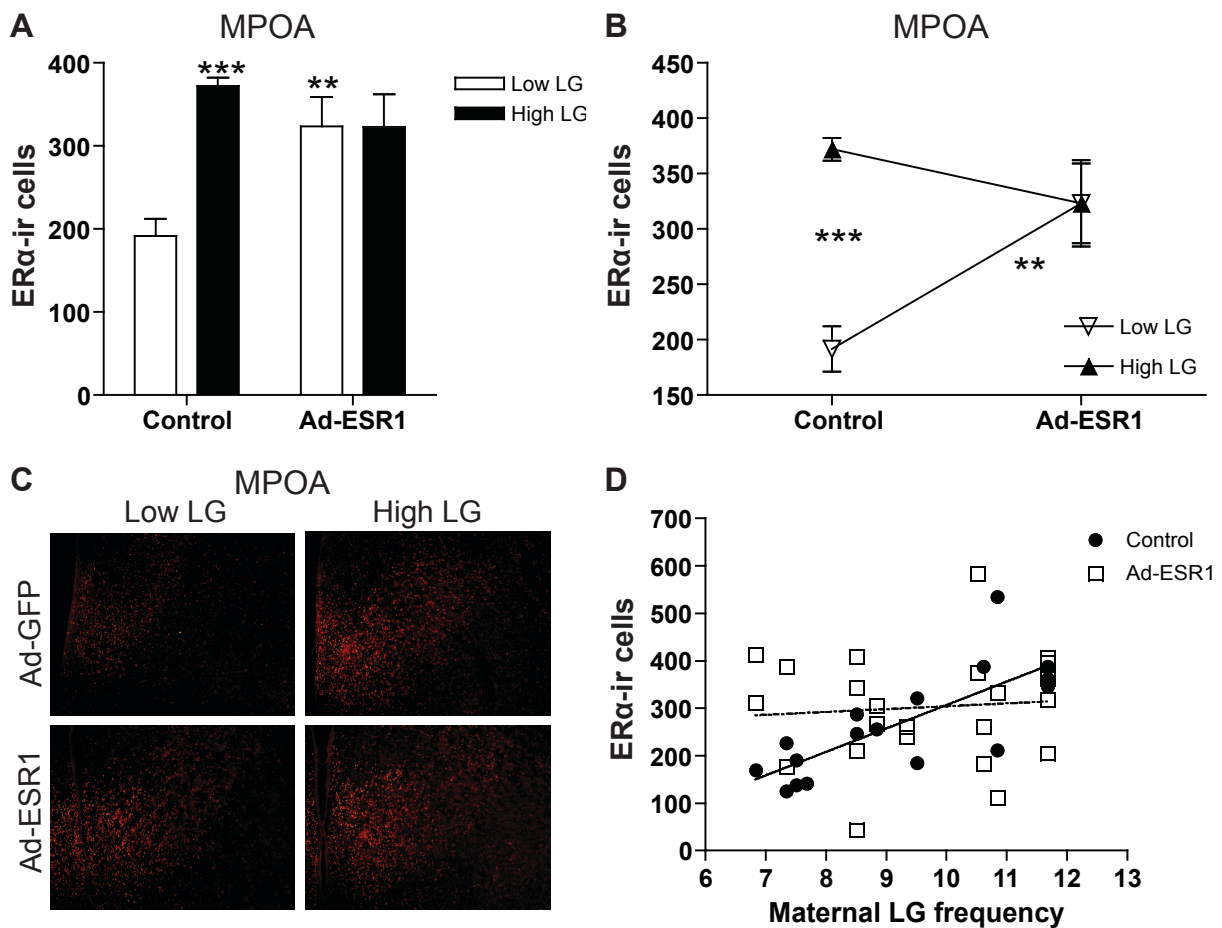 A
MPOA
ERα-ir cells
400
300
200
100
0
***
**
Low LG
High LG
Control
Ad-ESR1
B
MPOA
ERα-ir cells
450
400
350
300
250
200
150
***
**
Low LG
High LG
Control
Ad-ESR1
C
MPOA
Low LG
High LG
Ad-GFP
Ad-ESR1
D
ERα-ir cells
700
600
500
400
300
200
100
0
Control
Ad-ESR1
6 7 8 9 10 11 12 13
Maternal LG frequency